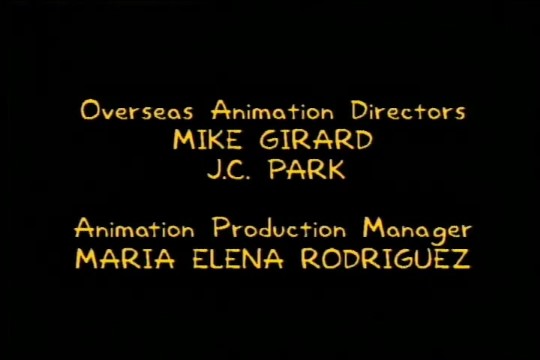 Overseas Animation Directors
MIKE GIRARD
J.C. PARK
Animation Production Manager
MARIA ELENA RODRIGUEZ